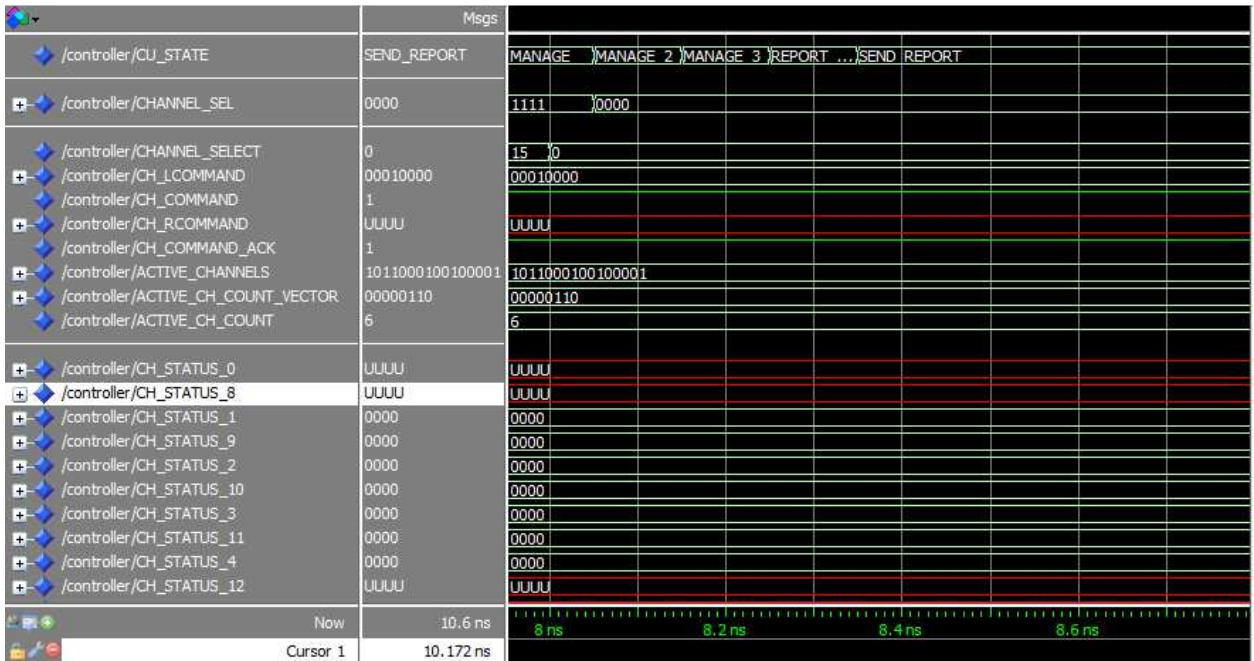 Msgs
/controller/CU_STATE SEND_REPORT MANAGE MANAGE 2 MANAGE 3 REPORT ... SEND REPORT
/controller/CHANNEL_SEL 0000 1111 0000
/controller/CHANNEL_SELECT 0 15 0
/controller/CH_LCOMMAND 00010000 00010000
/controller/CH_COMMAND 1
/controller/CH_RCOMMAND UUUU UUUU
/controller/CH_COMMAND_ACK 1
/controller/ACTIVE_CHANNELS 1011000100100001 1011000100100001
/controller/ACTIVE_CH_COUNT_VECTOR 00000110 00000110
/controller/ACTIVE_CH_COUNT 6 6
/controller/CH_STATUS_0 UUUU UUUU
/controller/CH_STATUS_8 UUUU UUUU
/controller/CH_STATUS_1 0000 0000
/controller/CH_STATUS_9 0000 0000
/controller/CH_STATUS_2 0000 0000
/controller/CH_STATUS_10 0000 0000
/controller/CH_STATUS_3 0000 0000
/controller/CH_STATUS_11 0000 0000
/controller/CH_STATUS_4 0000 0000
/controller/CH_STATUS_12 UUUU UUUU
Now 10.6 ns 8 ns 8.2 ns 8.4 ns 8.6 ns
Cursor 1 10.172 ns